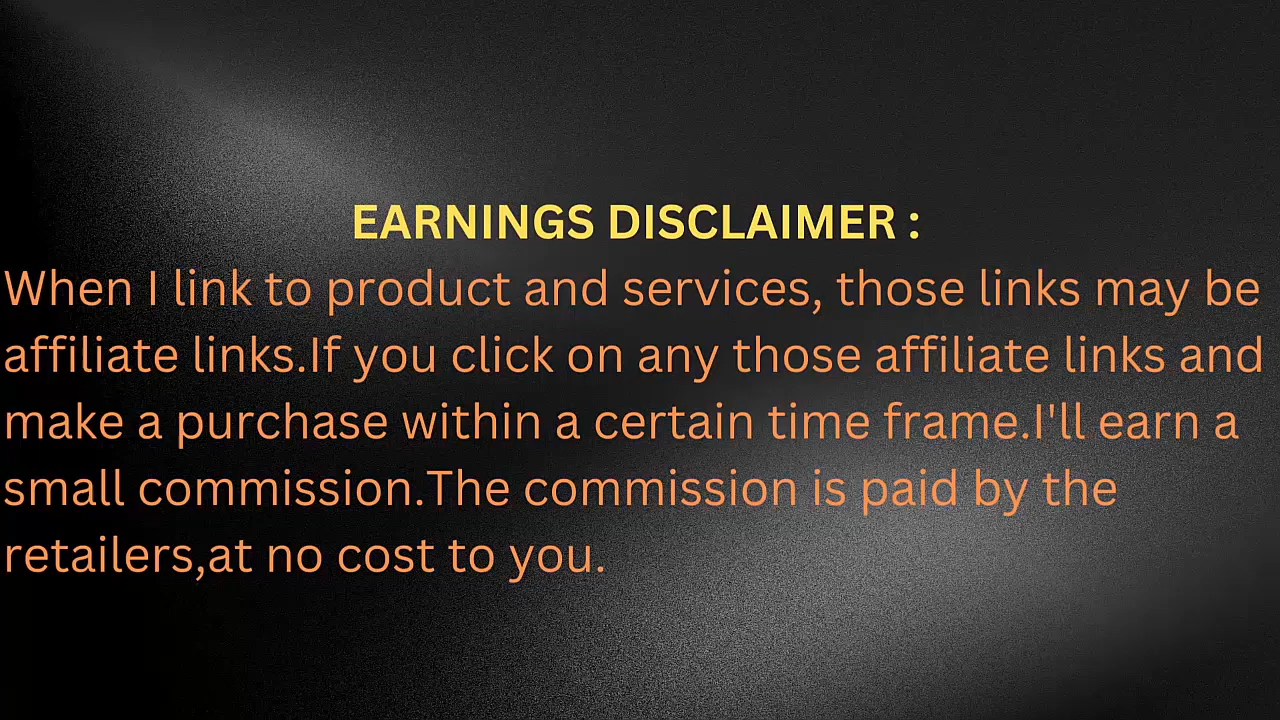 EARNINGS DISCLAIMER :
When I link to product and services, those links may be
affiliate links.If you click on any those affiliate links and
make a purchase within a certain time frame.I'll earn a
small commission.The commission is paid by the
retailers,at no cost to you.